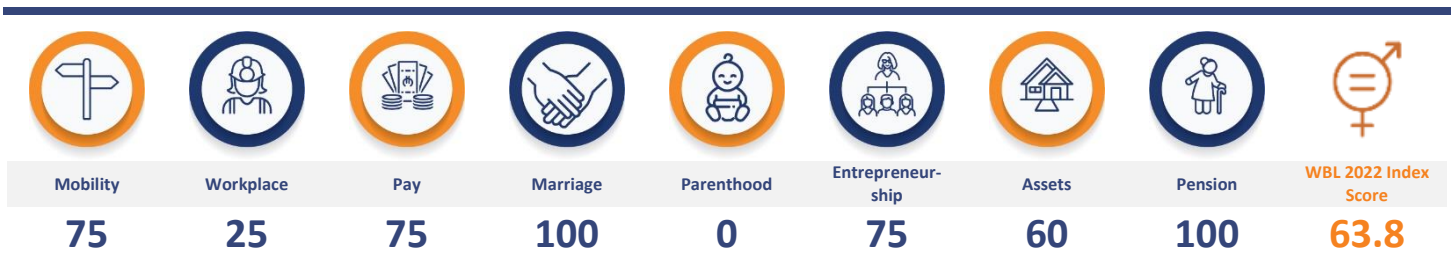 Mobility
Workplace
Pay
Marriage
Parenthood
Entrepreneur-
ship
Assets
Pension
WBL 2022 Index
Score
75
25
75
100
0
75
60
100
63.8